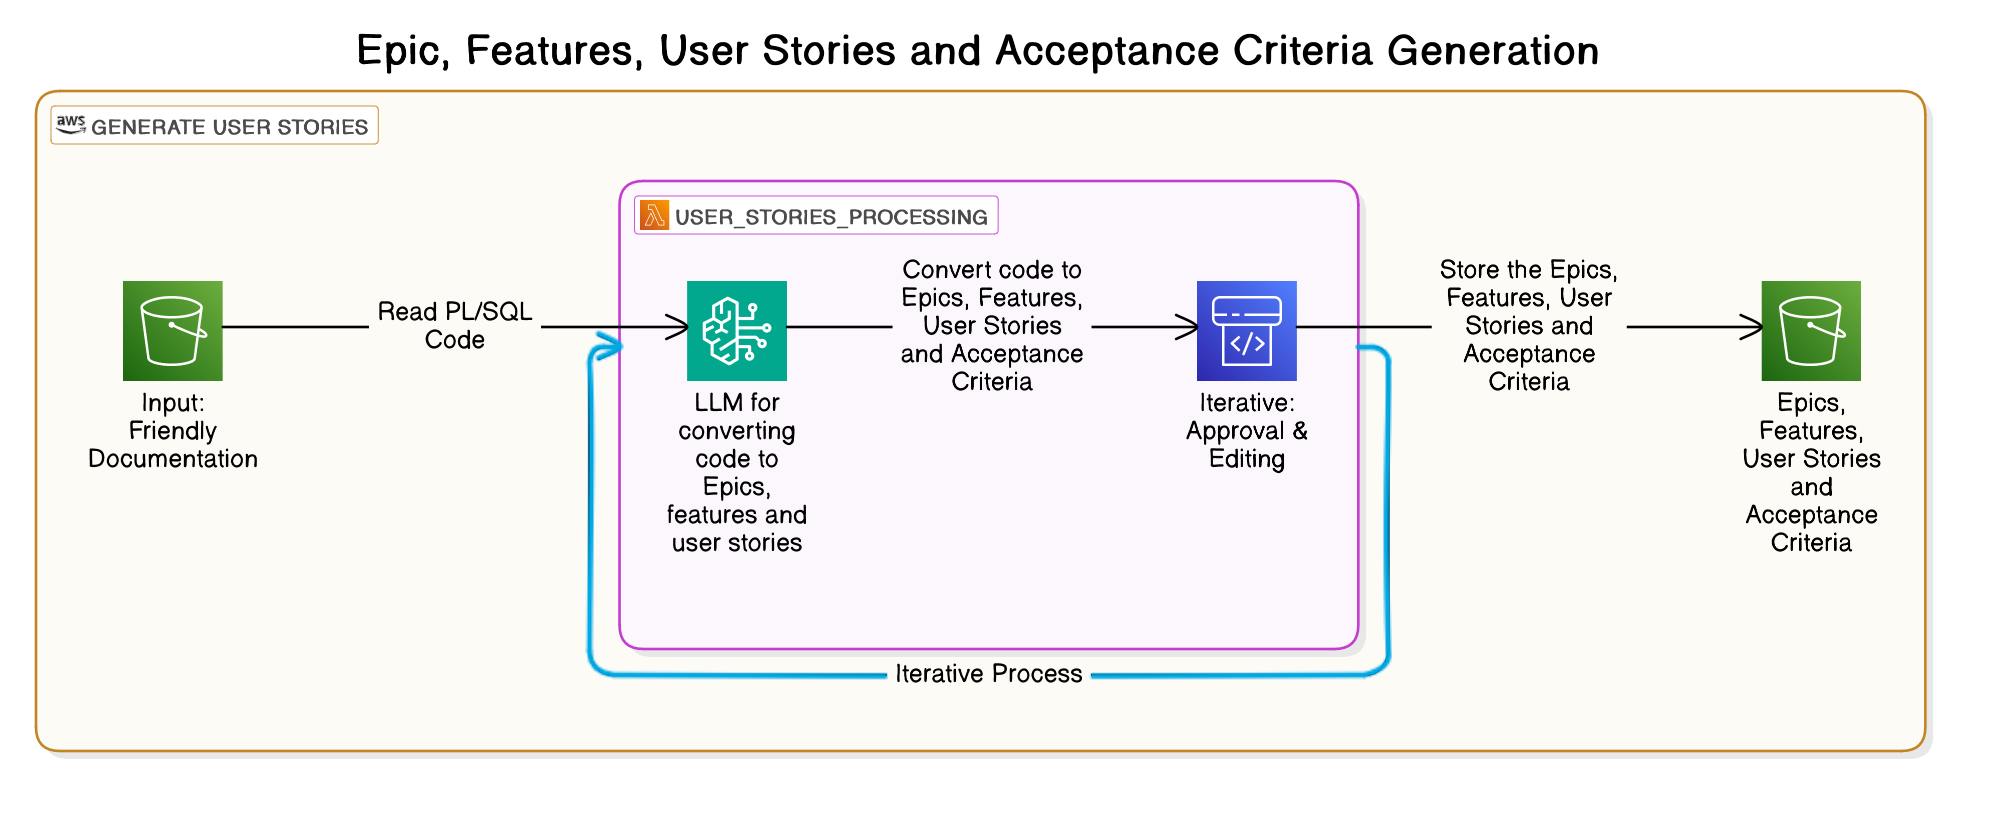 Epic, Features, User Stories and Acceptance Criteria Generation
aws GENERATE USER STORIES
USER_STORIES_PROCESSING
Read PL/SQL
Code
Convert code to
Epics, Features,
User Stories
and Acceptance
Criteria
Store the Epics,
Features, User
Stories and
Acceptance
Criteria
Input:
Friendly
Documentation
LLM for
converting
code to
Epics,
features and
user stories
</>
Iterative:
Approval &
Editing
Epics,
Features,
User Stories
and
Acceptance
Criteria
Iterative Process